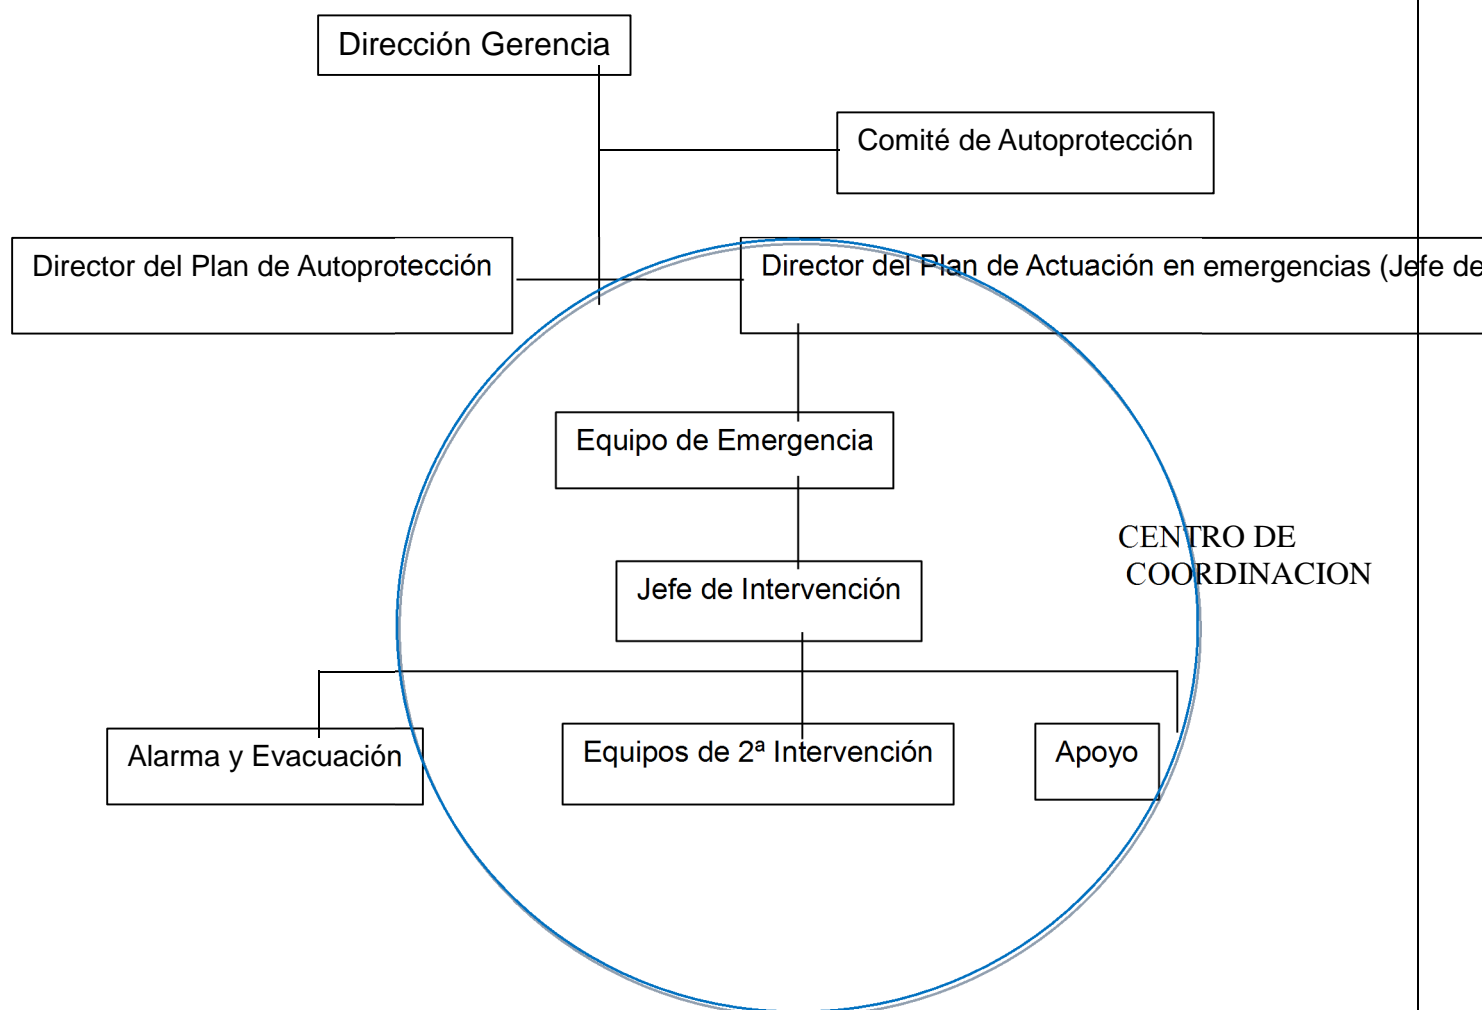 Dirección Gerencia
Comité de Autoprotección
Director del Plan de Autoprotección
Director del Plan de Actuación en emergencias (Jefe de
Equipo de Emergencia
CENTRO DE
COORDINACION
Jefe de Intervención
Alarma y Evacuación
Equipos de 2ª Intervención
Apoyo